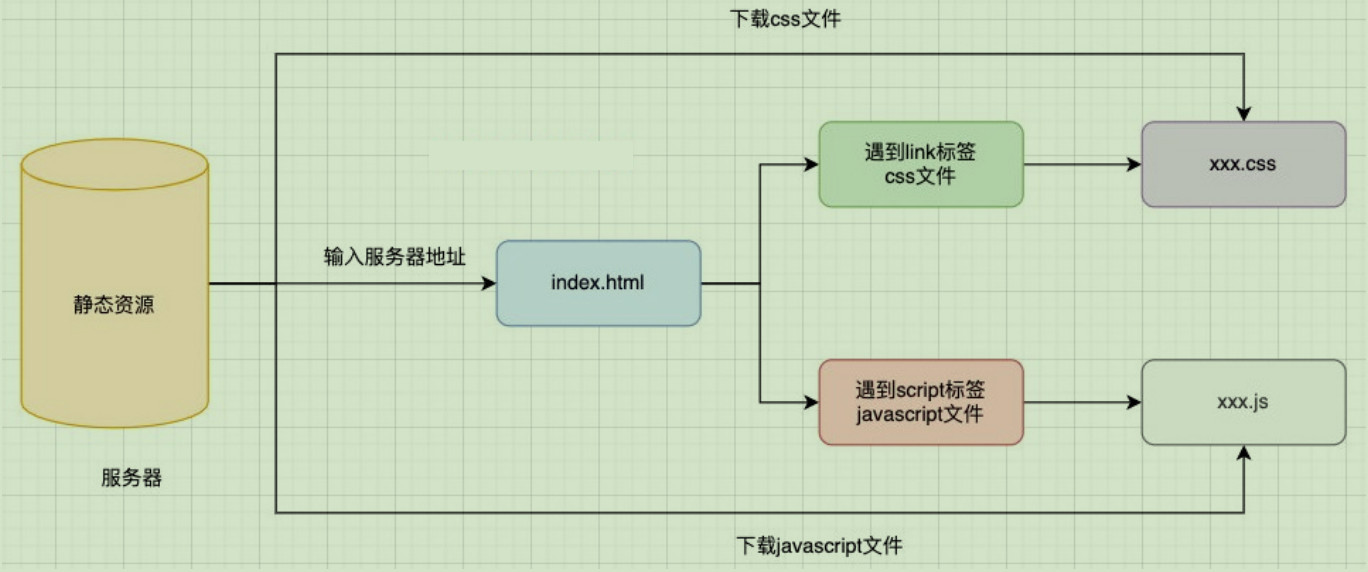 下载css文件
遇到link标签
css文件
xxx.css
输入服务器地址
index.html
静态资源
遇到script标签
javascript文件
xxx.js
服务器
下载javascript文件